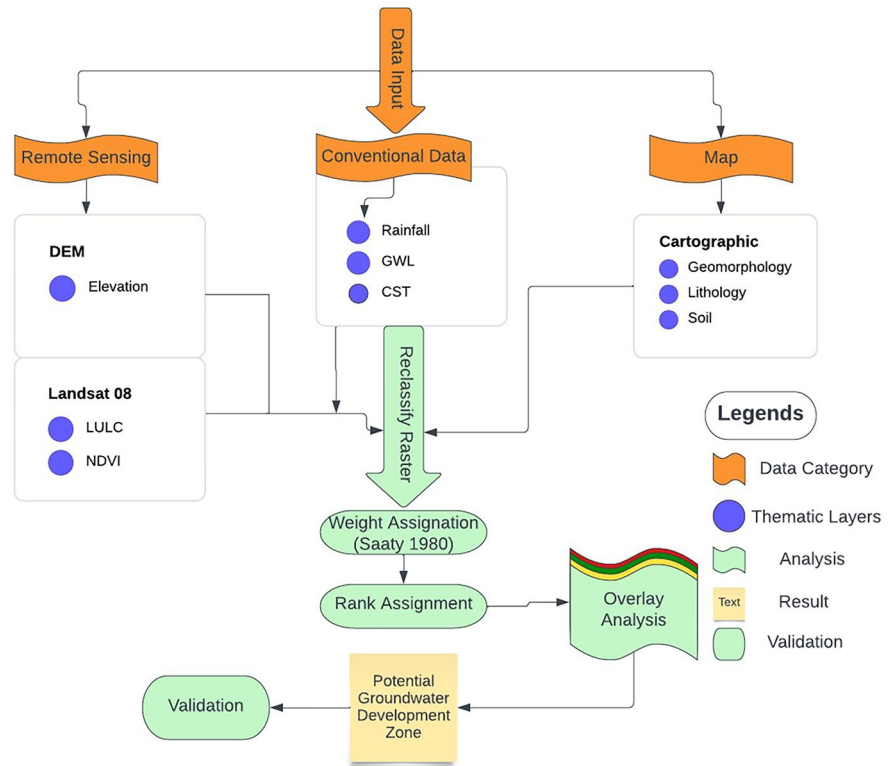 Data Input
Remote Sensing
Conventional Data
Map
DEM
Elevation
Landsat 08
LULC
NDVI
Rainfall
GWL
CST
Cartographic
Geomorphology
Lithology
Soil
Reclassify Raster
Weight Assignation
(Saaty 1980)
Rank Assignment
Overlay
Analysis
Potential
Groundwater
Development
Zone
Validation
Legends
Data Category
Thematic Layers
Analysis
Text
Result
Validation